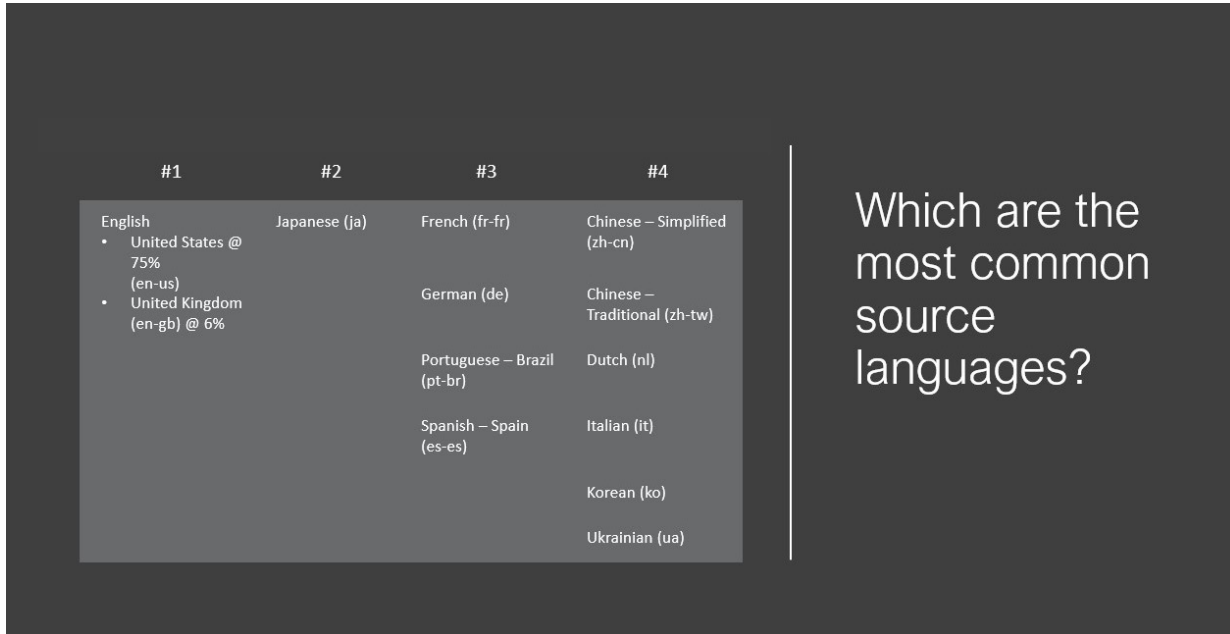 #1
#2
#3
#4
English
• United States @
75%
(en-us)
• United Kingdom
(en-gb) @ 6%
Japanese (ja)
French (fr-fr)
German (de)
Portuguese – Brazil
(pt-br)
Spanish – Spain
(es-es)
Chinese – Simplified
(zh-cn)
Chinese –
Traditional (zh-tw)
Dutch (nl)
Italian (it)
Korean (ko)
Ukrainian (ua)
Which are the
most common
source
languages?